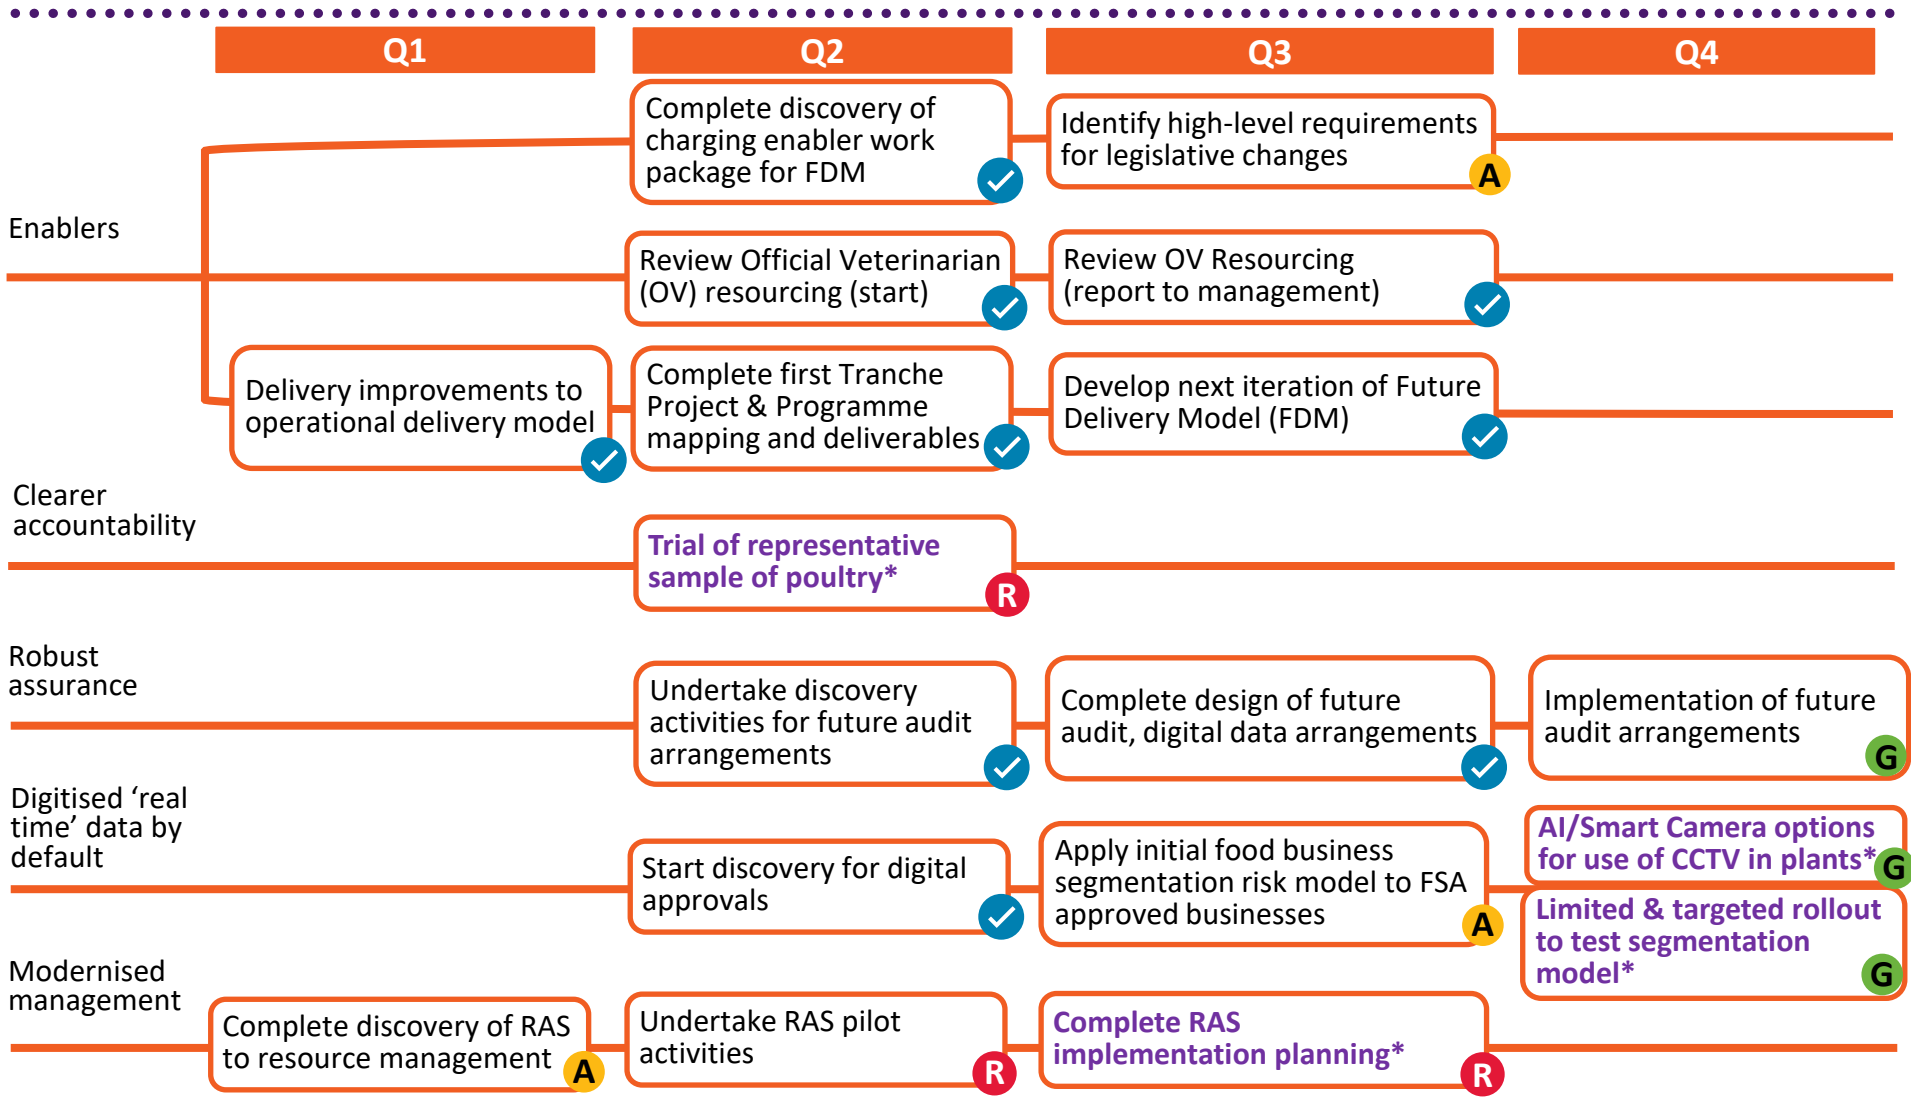 Q1
Q2
Q3
Q4
Enablers
Complete discovery of
charging enabler work
package for FDM
Identify high-level requirements
for legislative changes
A
Review Official Veterinarian
(OV) resourcing (start)
Review OV Resourcing
(report to management)
Delivery improvements to
operational delivery model
Complete first Tranche
Project & Programme
mapping and deliverables
Develop next iteration of Future
Delivery Model (FDM)
Clearer
accountability
Trial of representative
sample of poultry*
R
Robust
assurance
Undertake discovery
activities for future audit
arrangements
Complete design of future
audit, digital data arrangements
Implementation of future
audit arrangements
G
Digitised ‘real
time’ data by
default
Start discovery for digital
approvals
Apply initial food business
segmentation risk model to FSA
approved businesses
A
AI/Smart Camera options
for use of CCTV in plants*
G
Limited & targeted rollout
to test segmentation
model*
G
Modernised
management
Complete discovery of RAS
to resource management
A
Undertake RAS pilot
activities
R
Complete RAS
implementation planning*
R